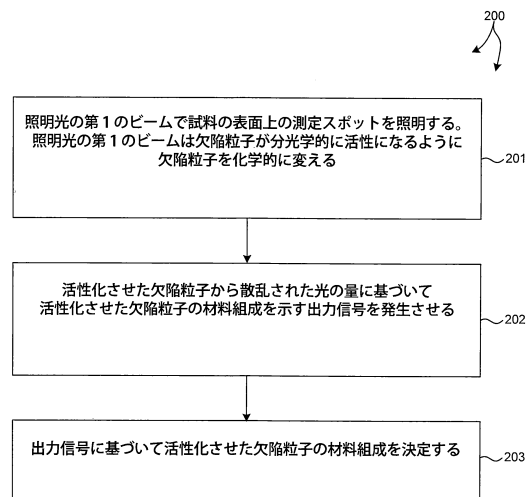 200
照明光の第１のビームで試料の表面上の測定スポットを照明する。
照明光の第１のビームは欠陥粒子が分光学的に活性になるように
欠陥粒子を化学的に変える
201
活性化させた欠陥粒子から散乱された光の量に基づいて
活性化させた欠陥粒子の材料組成を示す出力信号を発生させる
202
出力信号に基づいて活性化させた欠陥粒子の材料組成を決定する
203